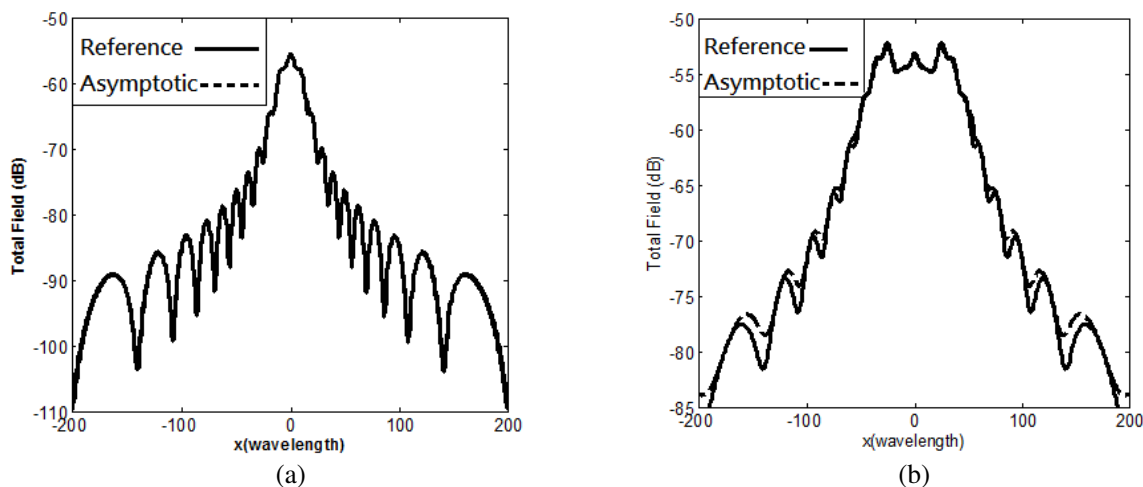 -50
Reference
Asymptotic
-60
-70
-80
-90
-100
-110
-200
-100
0
100
200
Total Field (dB)
x(wavelength)
(a)
-50
Reference
Asymptotic
-55
-60
-65
-70
-75
-80
-85
-200
-100
0
100
200
Total Field (dB)
x(wavelength)
(b)